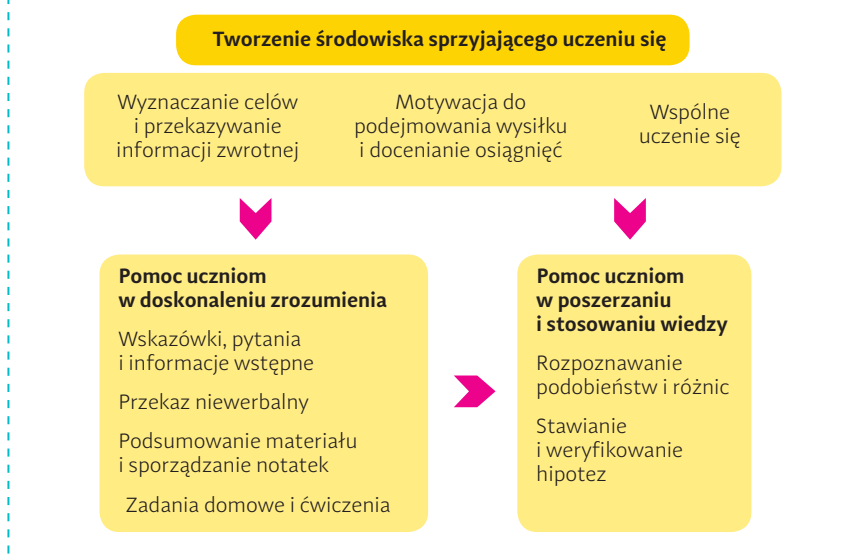 Tworzenie środowiska sprzyjającego uczeniu się
Wyznaczanie celów
i przekazywanie
informacji zwrotnej
Motywacja do
podejmowania wysiłku
i docenianie osiągnięć
Wspólne
uczenie się
Pomoc uczniom
w doskonaleniu zrozumienia
Wskazówki, pytania
i informacje wstępne
Przekaz niewerbalny
Podsumowanie materiału
i sporządzanie notatek
Zadania domowe i ćwiczenia
Pomoc uczniom
w poszerzaniu
i stosowaniu wiedzy
Rozpoznawanie
podobieństw i różnic
Stawianie
i weryfikowanie
hipotez